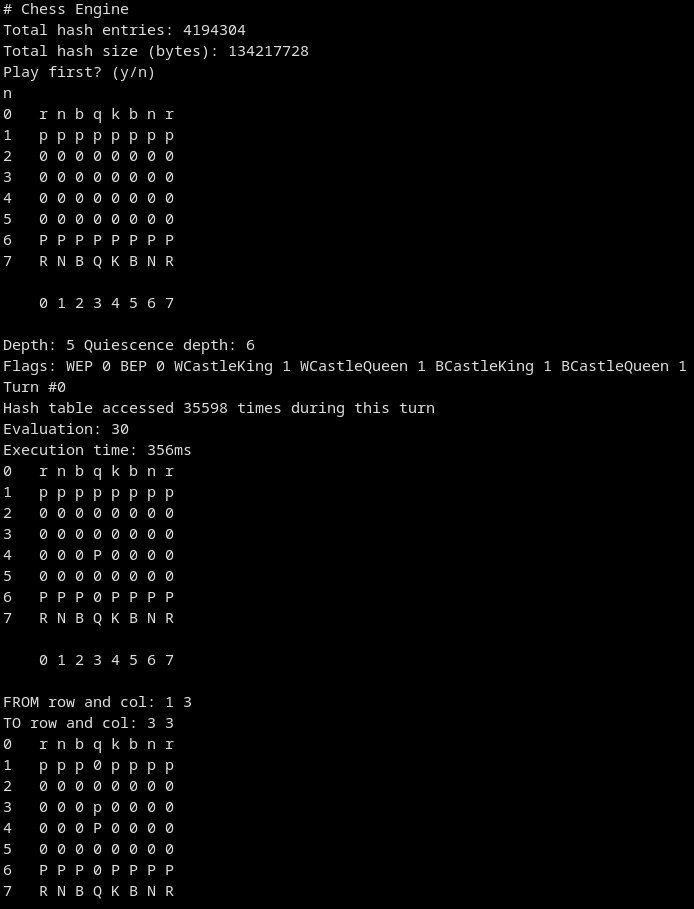 # Chess Engine
Total hash entries: 4194304
Total hash size (bytes): 134217728
Play first? (y/n)
n
0   r n b q k b n r
1   p p p p p p p p
2   0 0 0 0 0 0 0 0
3   0 0 0 0 0 0 0 0
4   0 0 0 0 0 0 0 0
5   0 0 0 0 0 0 0 0
6   P P P P P P P P
7   R N B Q K B N R
    0 1 2 3 4 5 6 7
Depth: 5 Quiescence depth: 6
Flags: WEP 0 BEP 0 WCastleKing 1 WCastleQueen 1 BCastleKing 1 BCastleQueen 1
Turn #0
Hash table accessed 35598 times during this turn
Evaluation: 30
Execution time: 356ms
0   r n b q k b n r
1   p p p p p p p p
2   0 0 0 0 0 0 0 0
3   0 0 0 0 0 0 0 0
4   0 0 0 P 0 0 0 0
5   0 0 0 0 0 0 0 0
6   P P P 0 P P P P
7   R N B Q K B N R
    0 1 2 3 4 5 6 7
FROM row and col: 1 3
TO row and col: 3 3
0   r n b q k b n r
1   p p p 0 p p p p
2   0 0 0 0 0 0 0 0
3   0 0 0 p 0 0 0 0
4   0 0 0 P 0 0 0 0
5   0 0 0 0 0 0 0 0
6   P P P 0 P P P P
7   R N B Q K B N R